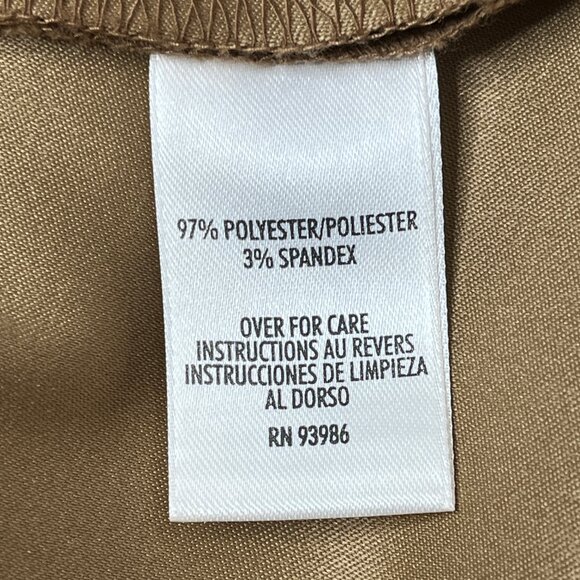 97% POLYESTER/POLIESTER
3% SPANDEX
OVER FOR CARE
INSTRUCTIONS AU REVERS
INSTRUCCIONES DE LIMPIEZA
AL DORSO
RN 93986